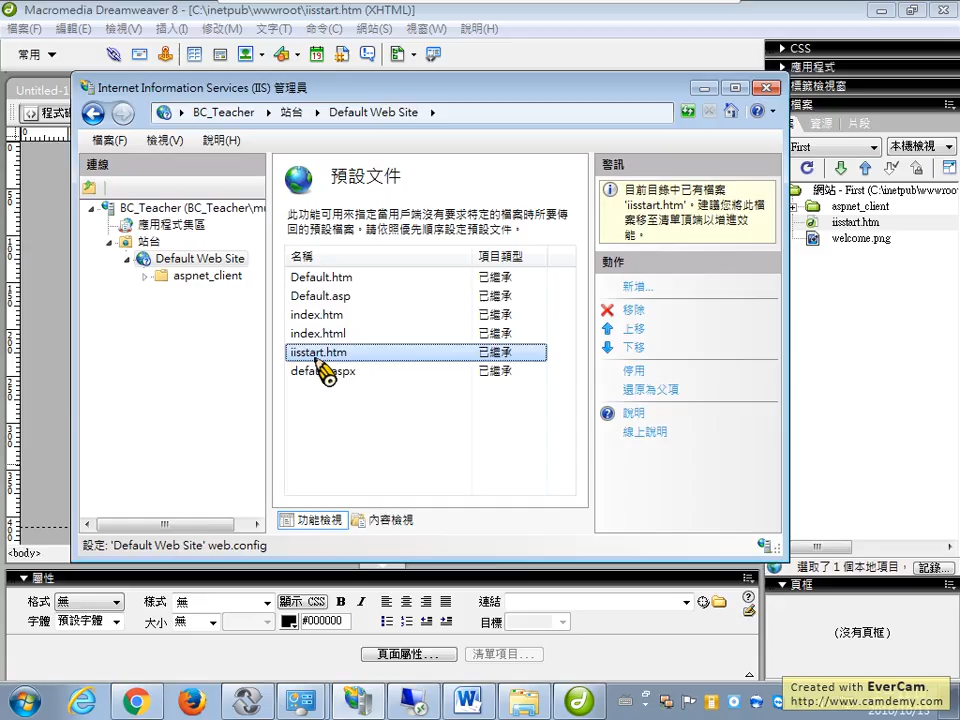 Macromedia Dreamweaver 8 - [C:\inetpub\wwwroot\iisstart.htm (XHTML)]
檔案(F) 編輯(E) 檢視(V) 插入(I) 修改(M) 文字(T) 命令(C) 網站(S) 視窗(W) 說明(H)
常用
CSS
應用程式
標籤檢視窗
檔案
資源 片段
First 本機檢視
網站 - First (C:\inetpub\wwwroo
aspnet_client
iisstart.htm
welcome.png
Untitled-1
Internet Information Services (IIS) 管理員
BC_Teacher 站台 Default Web Site
檔案(F) 檢視(V) 說明(H)
連線
BC_Teacher (BC_Teacher\m
應用程式集區
站台
Default Web Site
aspnet_client
預設文件
此功能可用來指定當用戶端沒有要求特定的檔案時所要傳
回的預設檔案。請依照優先順序設定預設文件。
名稱 項目類型
Default.htm 已繼承
Default.asp 已繼承
index.htm 已繼承
index.html 已繼承
iisstart.htm 已繼承
default.aspx 已繼承
功能檢視 內容檢視
警訊
目前目錄中已有檔案
'iisstart.htm'。建議您將此檔
案移至清單頂端以增進效
能。
動作
新增...
移除
上移
下移
停用
還原為父項
說明
線上說明
設定: 'Default Web Site' web.config
<body>
選取了 1 個本地項目， 記錄...
屬性
格式 無 樣式 無 顯示 CSS B I 連結
字體 預設字體 大小 無 #000000 目標
頁面屬性... 清單項目...
頁框
(沒有頁框)
Created with EverCam.
http://www.camdemy.com